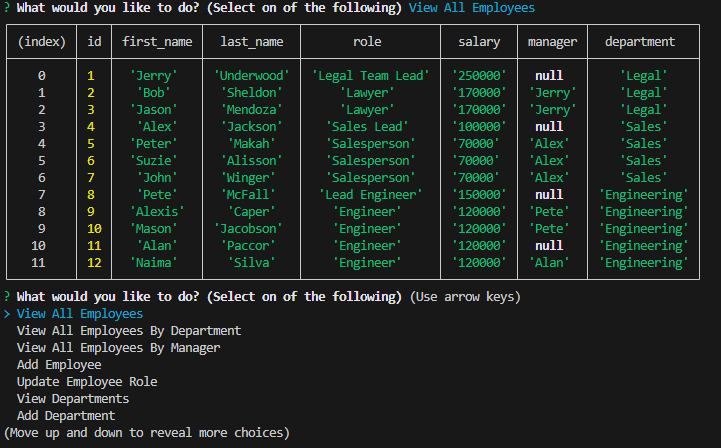 ? What would you like to do? (Select on of the following) View All Employees
(index) id first_name last_name role salary manager department
0 1 'Jerry' 'Underwood' 'Legal Team Lead' '250000' null 'Legal'
1 2 'Bob' 'Sheldon' 'Lawyer' '170000' 'Jerry' 'Legal'
2 3 'Jason' 'Mendoza' 'Lawyer' '170000' 'Jerry' 'Legal'
3 4 'Alex' 'Jackson' 'Sales Lead' '100000' null 'Sales'
4 5 'Peter' 'Makah' 'Salesperson' '70000' 'Alex' 'Sales'
5 6 'Suzie' 'Alisson' 'Salesperson' '70000' 'Alex' 'Sales'
6 7 'John' 'Winger' 'Salesperson' '70000' 'Alex' 'Sales'
7 8 'Pete' 'McFall' 'Lead Engineer' '150000' null 'Engineering'
8 9 'Alexis' 'Caper' 'Engineer' '120000' 'Pete' 'Engineering'
9 10 'Mason' 'Jacobson' 'Engineer' '120000' 'Pete' 'Engineering'
10 11 'Alan' 'Paccor' 'Engineer' '120000' null 'Engineering'
11 12 'Naima' 'Silva' 'Engineer' '120000' 'Alan' 'Engineering'
? What would you like to do? (Select on of the following) (Use arrow keys)
> View All Employees
View All Employees By Department
View All Employees By Manager
Add Employee
Update Employee Role
View Departments
Add Department
(Move up and down to reveal more choices)